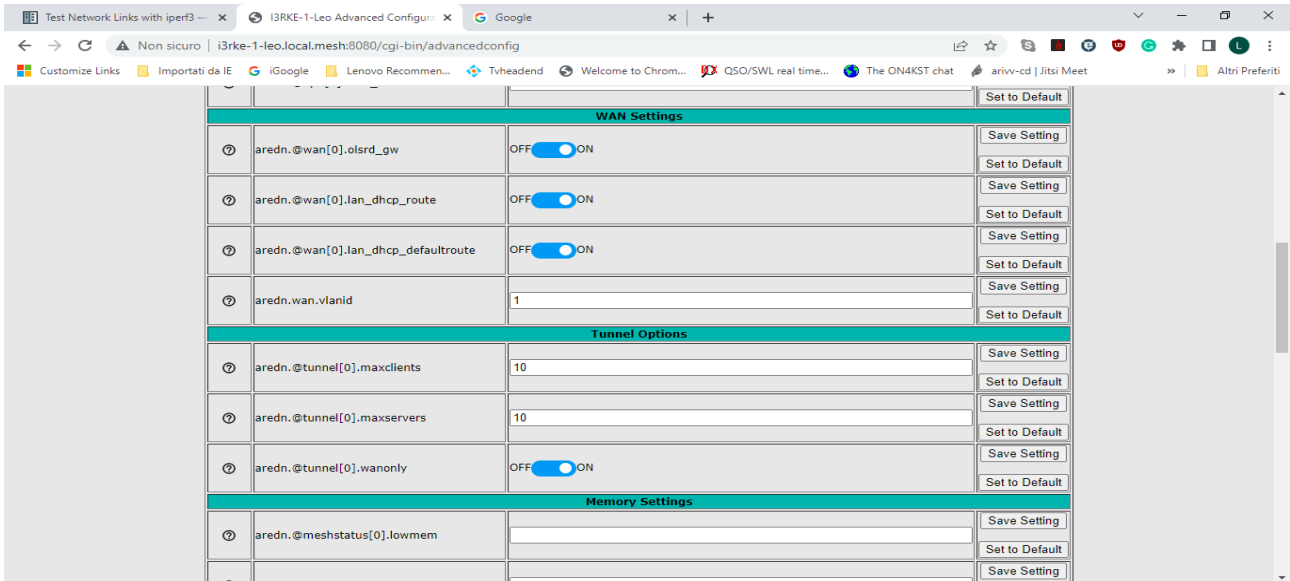 Test Network Links with iperf3 —
I3RKE-1-Leo Advanced Configura
Google
Non sicuro | i3rke-1-leo.local.mesh:8080/cgi-bin/advancedconfig
L
Customize Links
Importati da IE
iGoogle
Lenovo Recommen...
Tvheadend
Welcome to Chrom...
QSO/SWL real time...
The ON4KST chat
arivv-cd | Jitsi Meet
»
Altri Preferiti
Set to Default
WAN Settings
aredn.@wan[0].olsrd_gw
OFF ON
Save Setting
Set to Default
aredn.@wan[0].lan_dhcp_route
OFF ON
Save Setting
Set to Default
aredn.@wan[0].lan_dhcp_defaultroute
OFF ON
Save Setting
Set to Default
aredn.wan.vlanid
1
Save Setting
Set to Default
Tunnel Options
aredn.@tunnel[0].maxclients
10
Save Setting
Set to Default
aredn.@tunnel[0].maxservers
10
Save Setting
Set to Default
aredn.@tunnel[0].wanonly
OFF ON
Save Setting
Set to Default
Memory Settings
aredn.@meshstatus[0].lowmem
Save Setting
Set to Default
Save Setting